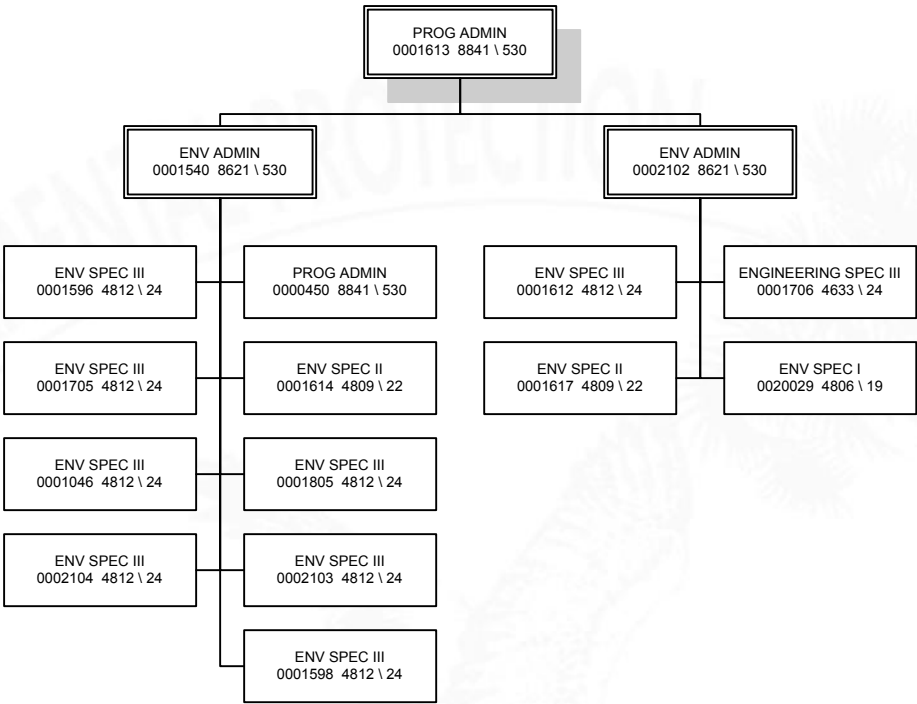 PROG ADMIN
0001613 8841 \ 530
ENV ADMIN
0001540 8621 \ 530
ENV ADMIN
0002102 8621 \ 530
ENV SPEC III
0001596 4812 \ 24
PROG ADMIN
0000450 8841 \ 530
ENV SPEC III
0001612 4812 \ 24
ENGINEERING SPEC III
0001706 4633 \ 24
ENV SPEC III
0001705 4812 \ 24
ENV SPEC II
0001614 4809 \ 22
ENV SPEC II
0001617 4809 \ 22
ENV SPEC I
0020029 4806 \ 19
ENV SPEC III
0001046 4812 \ 24
ENV SPEC III
0001805 4812 \ 24
ENV SPEC III
0002104 4812 \ 24
ENV SPEC III
0002103 4812 \ 24
ENV SPEC III
0001598 4812 \ 24
MENTAL PROTECTION